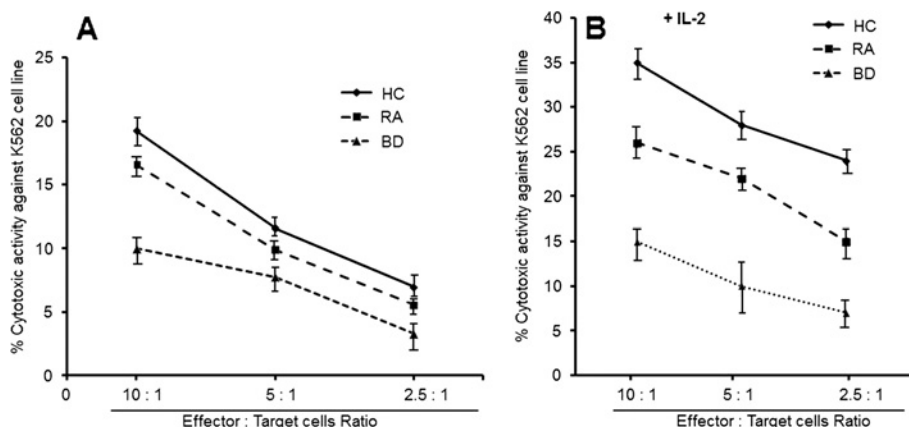 A
% Cytotoxic activity against K562 cell line
25
20
15
10
5
0
HC
RA
BD
0 10 : 1 5 : 1 2.5 : 1
Effector : Target cells Ratio
B
+ IL-2
% Cytotoxic activity against K562 cell line
40
35
30
25
20
15
10
5
0
HC
RA
BD
10 : 1 5 : 1 2.5 : 1
Effector : Target cells Ratio